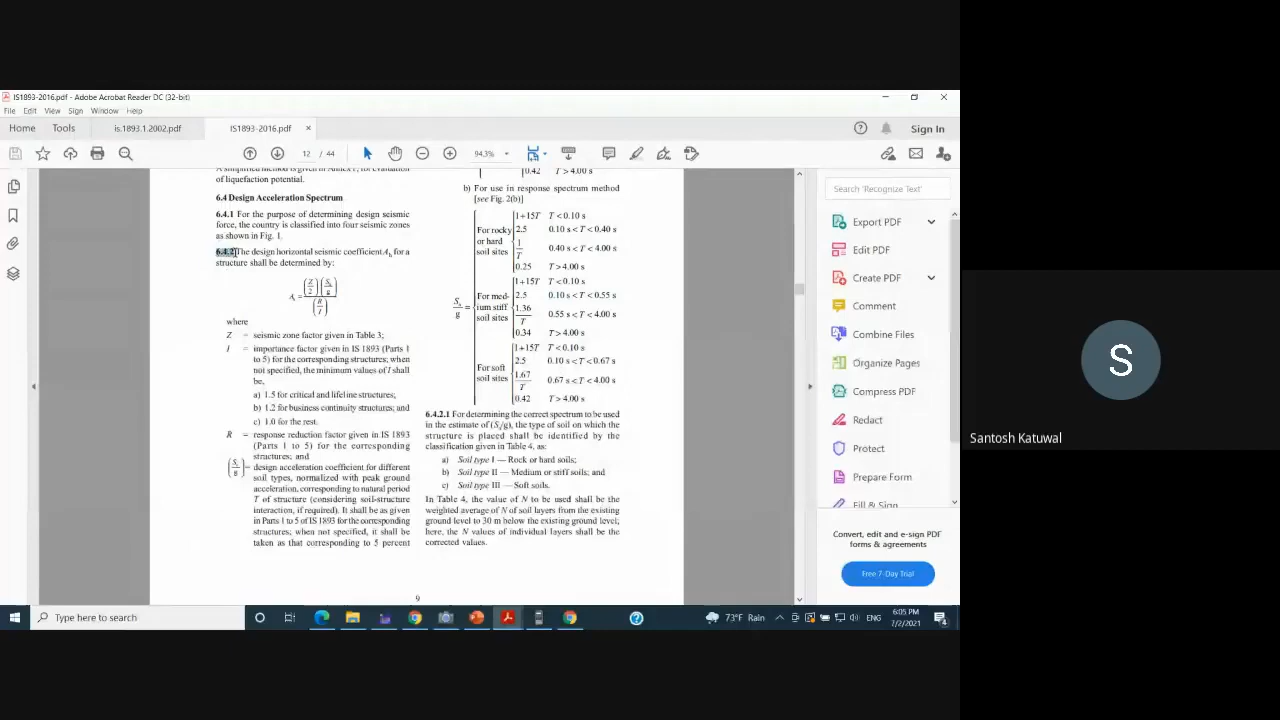 IS1893-2016.pdf - Adobe Acrobat Reader DC (32-bit)
File Edit View Sign Window Help
Home Tools is.1893.1.2002.pdf IS1893-2016.pdf ×
Sign In
12 / 44
94.3%
of liquefaction potential.
6.4 Design Acceleration Spectrum
6.4.1 For the purpose of determining design seismic
force, the country is classified into four seismic zones
as shown in Fig. 1.
6.4.2 The design horizontal seismic coefficient Ah for a
structure shall be determined by:
Ah = (Z/2) (Sa/g) / (R/I)
where
Z = seismic zone factor given in Table 3;
I = importance factor given in IS 1893 (Parts 1
to 5) for the corresponding structures; when
not specified, the minimum values of I shall
be,
a) 1.5 for critical and lifeline structures;
b) 1.2 for business continuity structures; and
c) 1.0 for the rest.
R = response reduction factor given in IS 1893
(Parts 1 to 5) for the corresponding
structures; and
(Sa/g) = design acceleration coefficient for different
soil types, normalized with peak ground
acceleration, corresponding to natural period
T of structure (considering soil-structure
interaction, if required). It shall be as given
in Parts 1 to 5 of IS 1893 for the corresponding
structures; when not specified, it shall be
taken as that corresponding to 5 percent
0.42 T > 4.00 s
b) For use in response spectrum method
[see Fig. 2(b)]
Sa/g =
For rocky
or hard
soil sites
1+15T T < 0.10 s
2.5 0.10 s < T < 0.40 s
1/T 0.40 s < T < 4.00 s
0.25 T > 4.00 s
For med-
ium stiff
soil sites
1+15T T < 0.10 s
2.5 0.10 s < T < 0.55 s
1.36/T 0.55 s < T < 4.00 s
0.34 T > 4.00 s
For soft
soil sites
1+15T T < 0.10 s
2.5 0.10 s < T < 0.67 s
1.67/T 0.67 s < T < 4.00 s
0.42 T > 4.00 s
6.4.2.1 For determining the correct spectrum to be used
in the estimate of (Sa/g), the type of soil on which the
structure is placed shall be identified by the
classification given in Table 4, as:
a) Soil type I — Rock or hard soils;
b) Soil type II — Medium or stiff soils; and
c) Soil type III — Soft soils.
In Table 4, the value of N to be used shall be the
weighted average of N of soil layers from the existing
ground level to 30 m below the existing ground level;
here, the N values of individual layers shall be the
corrected values.
9
Search 'Recognize Text'
Export PDF
Edit PDF
Create PDF
Comment
Combine Files
Organize Pages
Compress PDF
Redact
Protect
Prepare Form
Fill & Sign
Convert, edit and e-sign PDF
forms & agreements
Free 7-Day Trial
Type here to search
73°F Rain
ENG
6:05 PM
7/2/2021
S
Santosh Katuwal